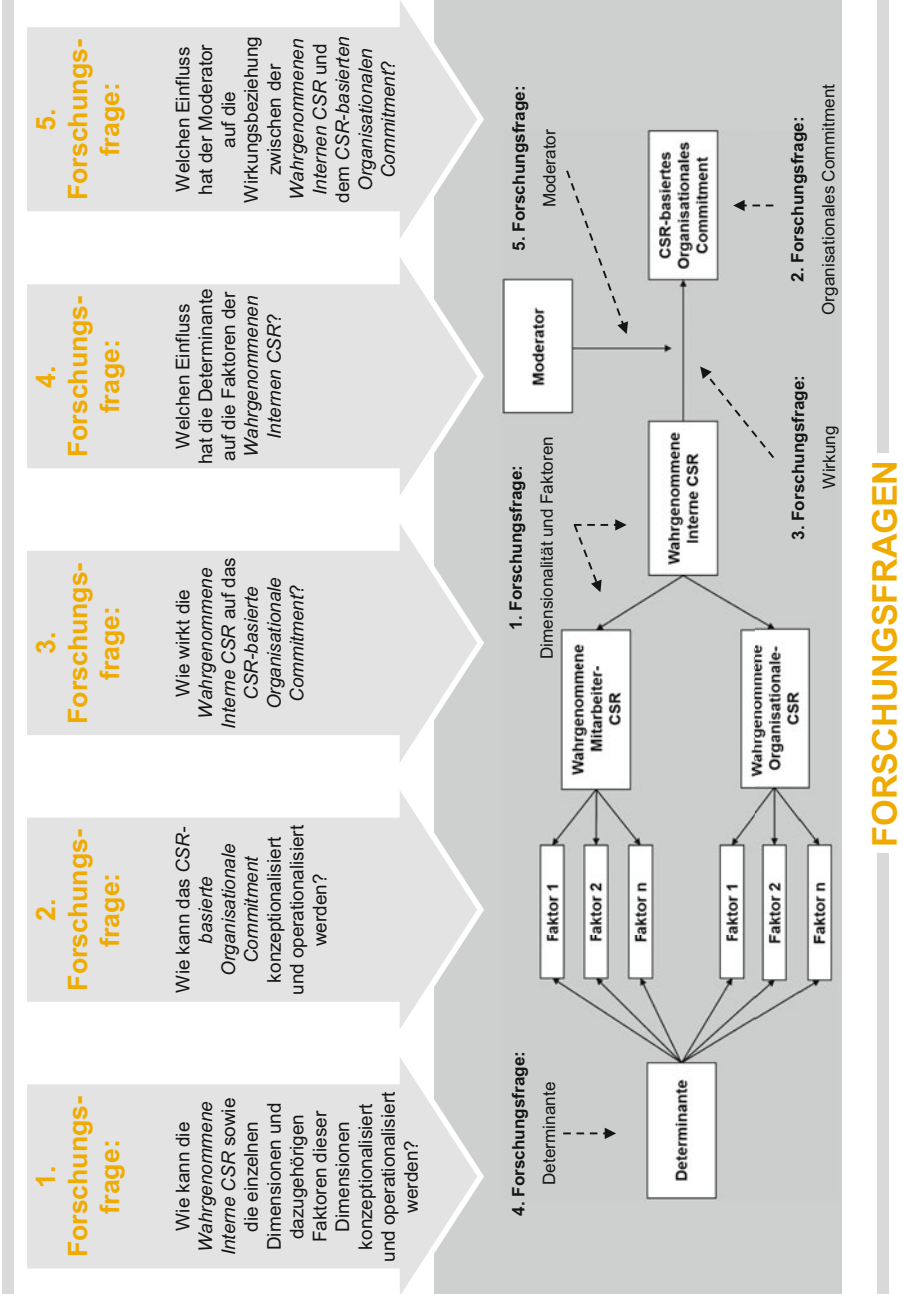 1.
Forschungs-
frage:
Wie kann die
Wahrgenommene
Interne CSR sowie
die einzelnen
Dimensionen und
dazugehörigen
Faktoren dieser
Dimensionen
konzeptionalisiert
und operationalisiert
werden?
2.
Forschungs-
frage:
Wie kann das CSR-
basierte
Organisationale
Commitment
konzeptionalisiert
und operationalisiert
werden?
3.
Forschungs-
frage:
Wie wirkt die
Wahrgenommene
Interne CSR auf das
CSR-basierte
Organisationale
Commitment?
4.
Forschungs-
frage:
Welchen Einfluss
hat die Determinante
auf die Faktoren der
Wahrgenommenen
Internen CSR?
5.
Forschungs-
frage:
Welchen Einfluss
hat der Moderator
auf die
Wirkungsbeziehung
zwischen der
Wahrgenommenen
Internen CSR und
dem CSR-basierten
Organisationalen
Commitment?
4. Forschungsfrage:
Determinante
Determinante
Faktor 1
Faktor 2
Faktor n
Faktor 1
Faktor 2
Faktor n
Wahrgenommene
Mitarbeiter-
CSR
Wahrgenommene
Organisationale-
CSR
1. Forschungsfrage:
Dimensionalität und Faktoren
Wahrgenommene
Interne CSR
3. Forschungsfrage:
Wirkung
Moderator
5. Forschungsfrage:
Moderator
CSR-basiertes
Organisationales
Commitment
2. Forschungsfrage:
Organisationales Commitment
FORSCHUNGSFRAGEN